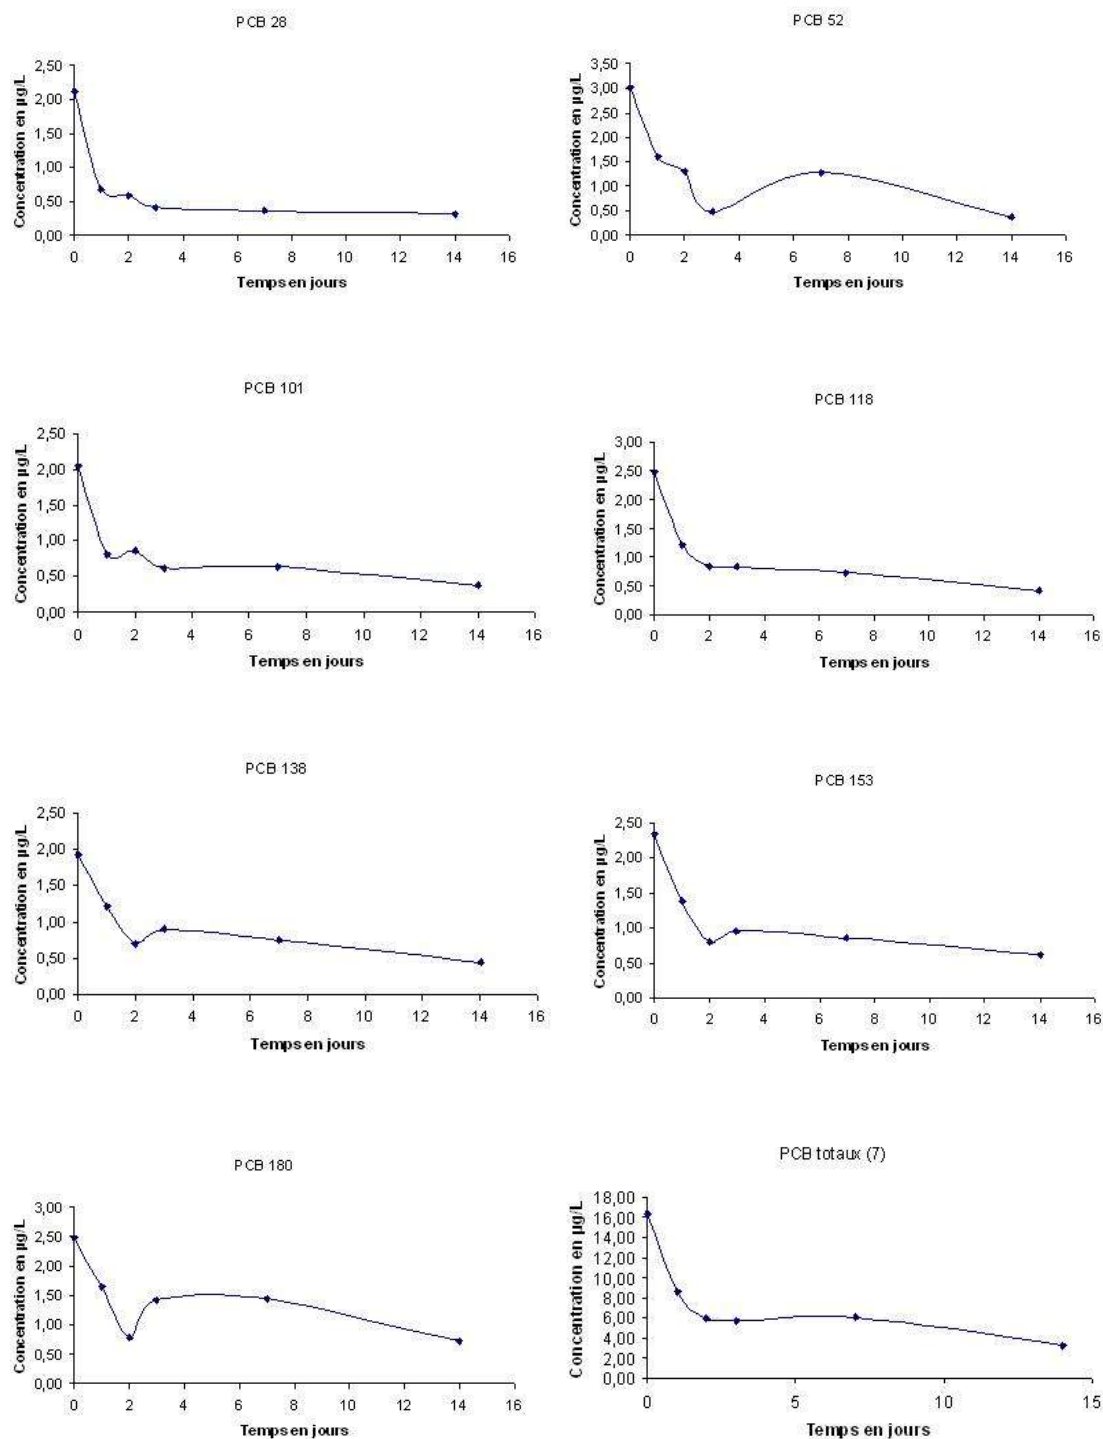 PCB 28
Concentration en µg/L
2,50
2,00
1,50
1,00
0,50
0,00
0 2 4 6 8 10 12 14 16
Temps en jours
PCB 52
Concentration en µg/L
3,50
3,00
2,50
2,00
1,50
1,00
0,50
0,00
0 2 4 6 8 10 12 14 16
Temps en jours
PCB 101
Concentration en µg/L
2,50
2,00
1,50
1,00
0,50
0,00
0 2 4 6 8 10 12 14 16
Temps en jours
PCB 118
Concentration en µg/L
3,00
2,50
2,00
1,50
1,00
0,50
0,00
0 2 4 6 8 10 12 14 16
Temps en jours
PCB 138
Concentration en µg/L
2,50
2,00
1,50
1,00
0,50
0,00
0 2 4 6 8 10 12 14 16
Temps en jours
PCB 153
Concentration en µg/L
2,50
2,00
1,50
1,00
0,50
0,00
0 2 4 6 8 10 12 14 16
Temps en jours
PCB 180
Concentration en µg/L
3,00
2,50
2,00
1,50
1,00
0,50
0,00
0 2 4 6 8 10 12 14 16
Temps en jours
PCB totaux (7)
Concentration en µg/L
18,00
16,00
14,00
12,00
10,00
8,00
6,00
4,00
2,00
0,00
0 5 10 15
Temps en jours